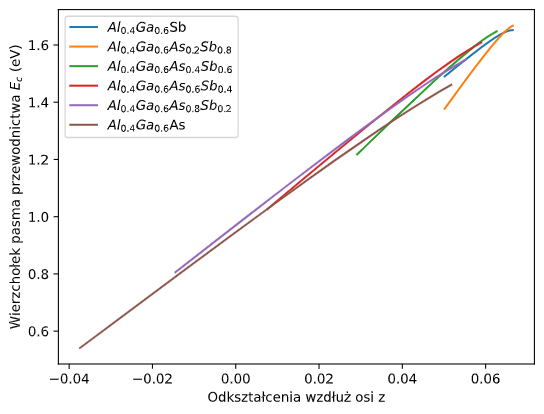 Al0.4Ga0.6Sb
Al0.4Ga0.6As0.2Sb0.8
Al0.4Ga0.6As0.4Sb0.6
Al0.4Ga0.6As0.6Sb0.4
Al0.4Ga0.6As0.8Sb0.2
Al0.4Ga0.6As
Wierzchołek pasma przewodnictwa Ec (eV)
1.6
1.4
1.2
1.0
0.8
0.6
−0.04 −0.02 0.00 0.02 0.04 0.06
Odkształcenia wzdłuż osi z